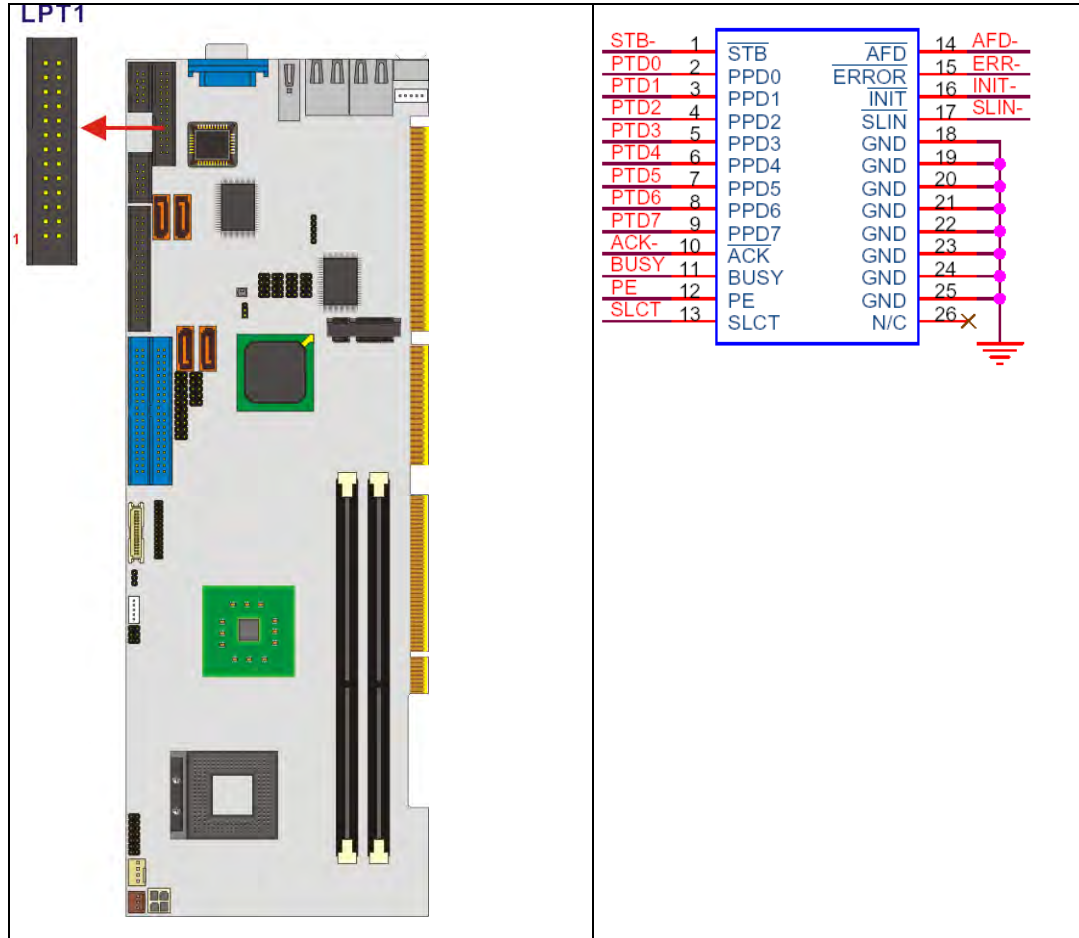 LPT1
1
STB- 1 STB AFD 14 AFD-
PTD0 2 PPD0 ERROR 15 ERR-
PTD1 3 PPD1 INIT 16 INIT-
PTD2 4 PPD2 SLIN 17 SLIN-
PTD3 5 PPD3 GND 18
PTD4 6 PPD4 GND 19
PTD5 7 PPD5 GND 20
PTD6 8 PPD6 GND 21
PTD7 9 PPD7 GND 22
ACK- 10 ACK GND 23
BUSY 11 BUSY GND 24
PE 12 PE GND 25
SLCT 13 SLCT N/C 26